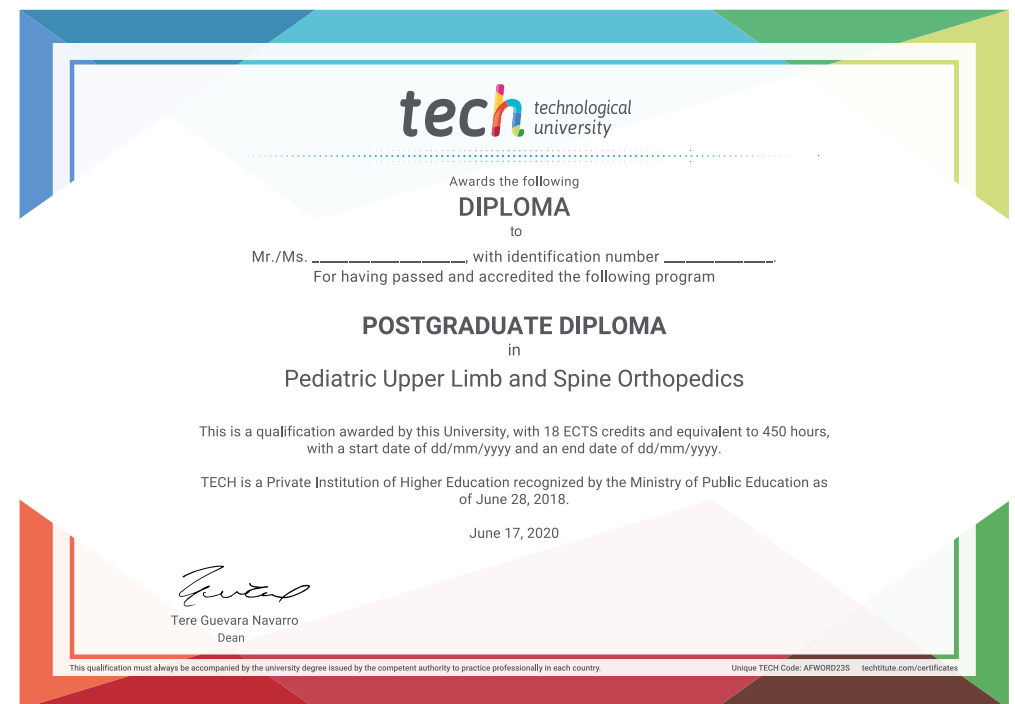 tech technological
university
Awards the following
DIPLOMA
to
Mr./Ms. _________________, with identification number ____________.
For having passed and accredited the following program
POSTGRADUATE DIPLOMA
in
Pediatric Upper Limb and Spine Orthopedics
This is a qualification awarded by this University, with 18 ECTS credits and equivalent to 450 hours,
with a start date of dd/mm/yyyy and an end date of dd/mm/yyyy.
TECH is a Private Institution of Higher Education recognized by the Ministry of Public Education as
of June 28, 2018.
June 17, 2020
Tere Guevara Navarro
Dean
This qualification must always be accompanied by the university degree issued by the competent authority to practice professionally in each country.
Unique TECH Code: AFWORD23S techtitute.com/certificates